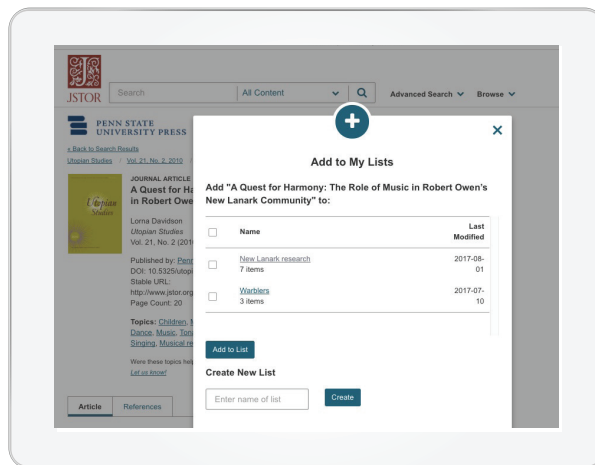 JSTOR
Search
All Content
Advanced Search
Browse
PENN STATE
UNIVERSITY PRESS
« Back to Search Results
Utopian Studies / Vol. 21, No. 2, 2010 /
Utopian
Studies
JOURNAL ARTICLE
A Quest for Ha
in Robert Owe
Lorna Davidson
Utopian Studies
Vol. 21, No. 2 (201
Published by: Penn
DOI: 10.5325/utopi
Stable URL:
http://www.jstor.org
Page Count: 20
Topics: Children, M
Dance, Music, Ton
Singing, Musical re
Were these topics help
Let us know!
Article
References
Add to My Lists
Add "A Quest for Harmony: The Role of Music in Robert Owen's
New Lanark Community" to:
Name
Last
Modified
New Lanark research
7 items
2017-08-
01
Warblers
3 items
2017-07-
10
Add to List
Create New List
Enter name of list
Create